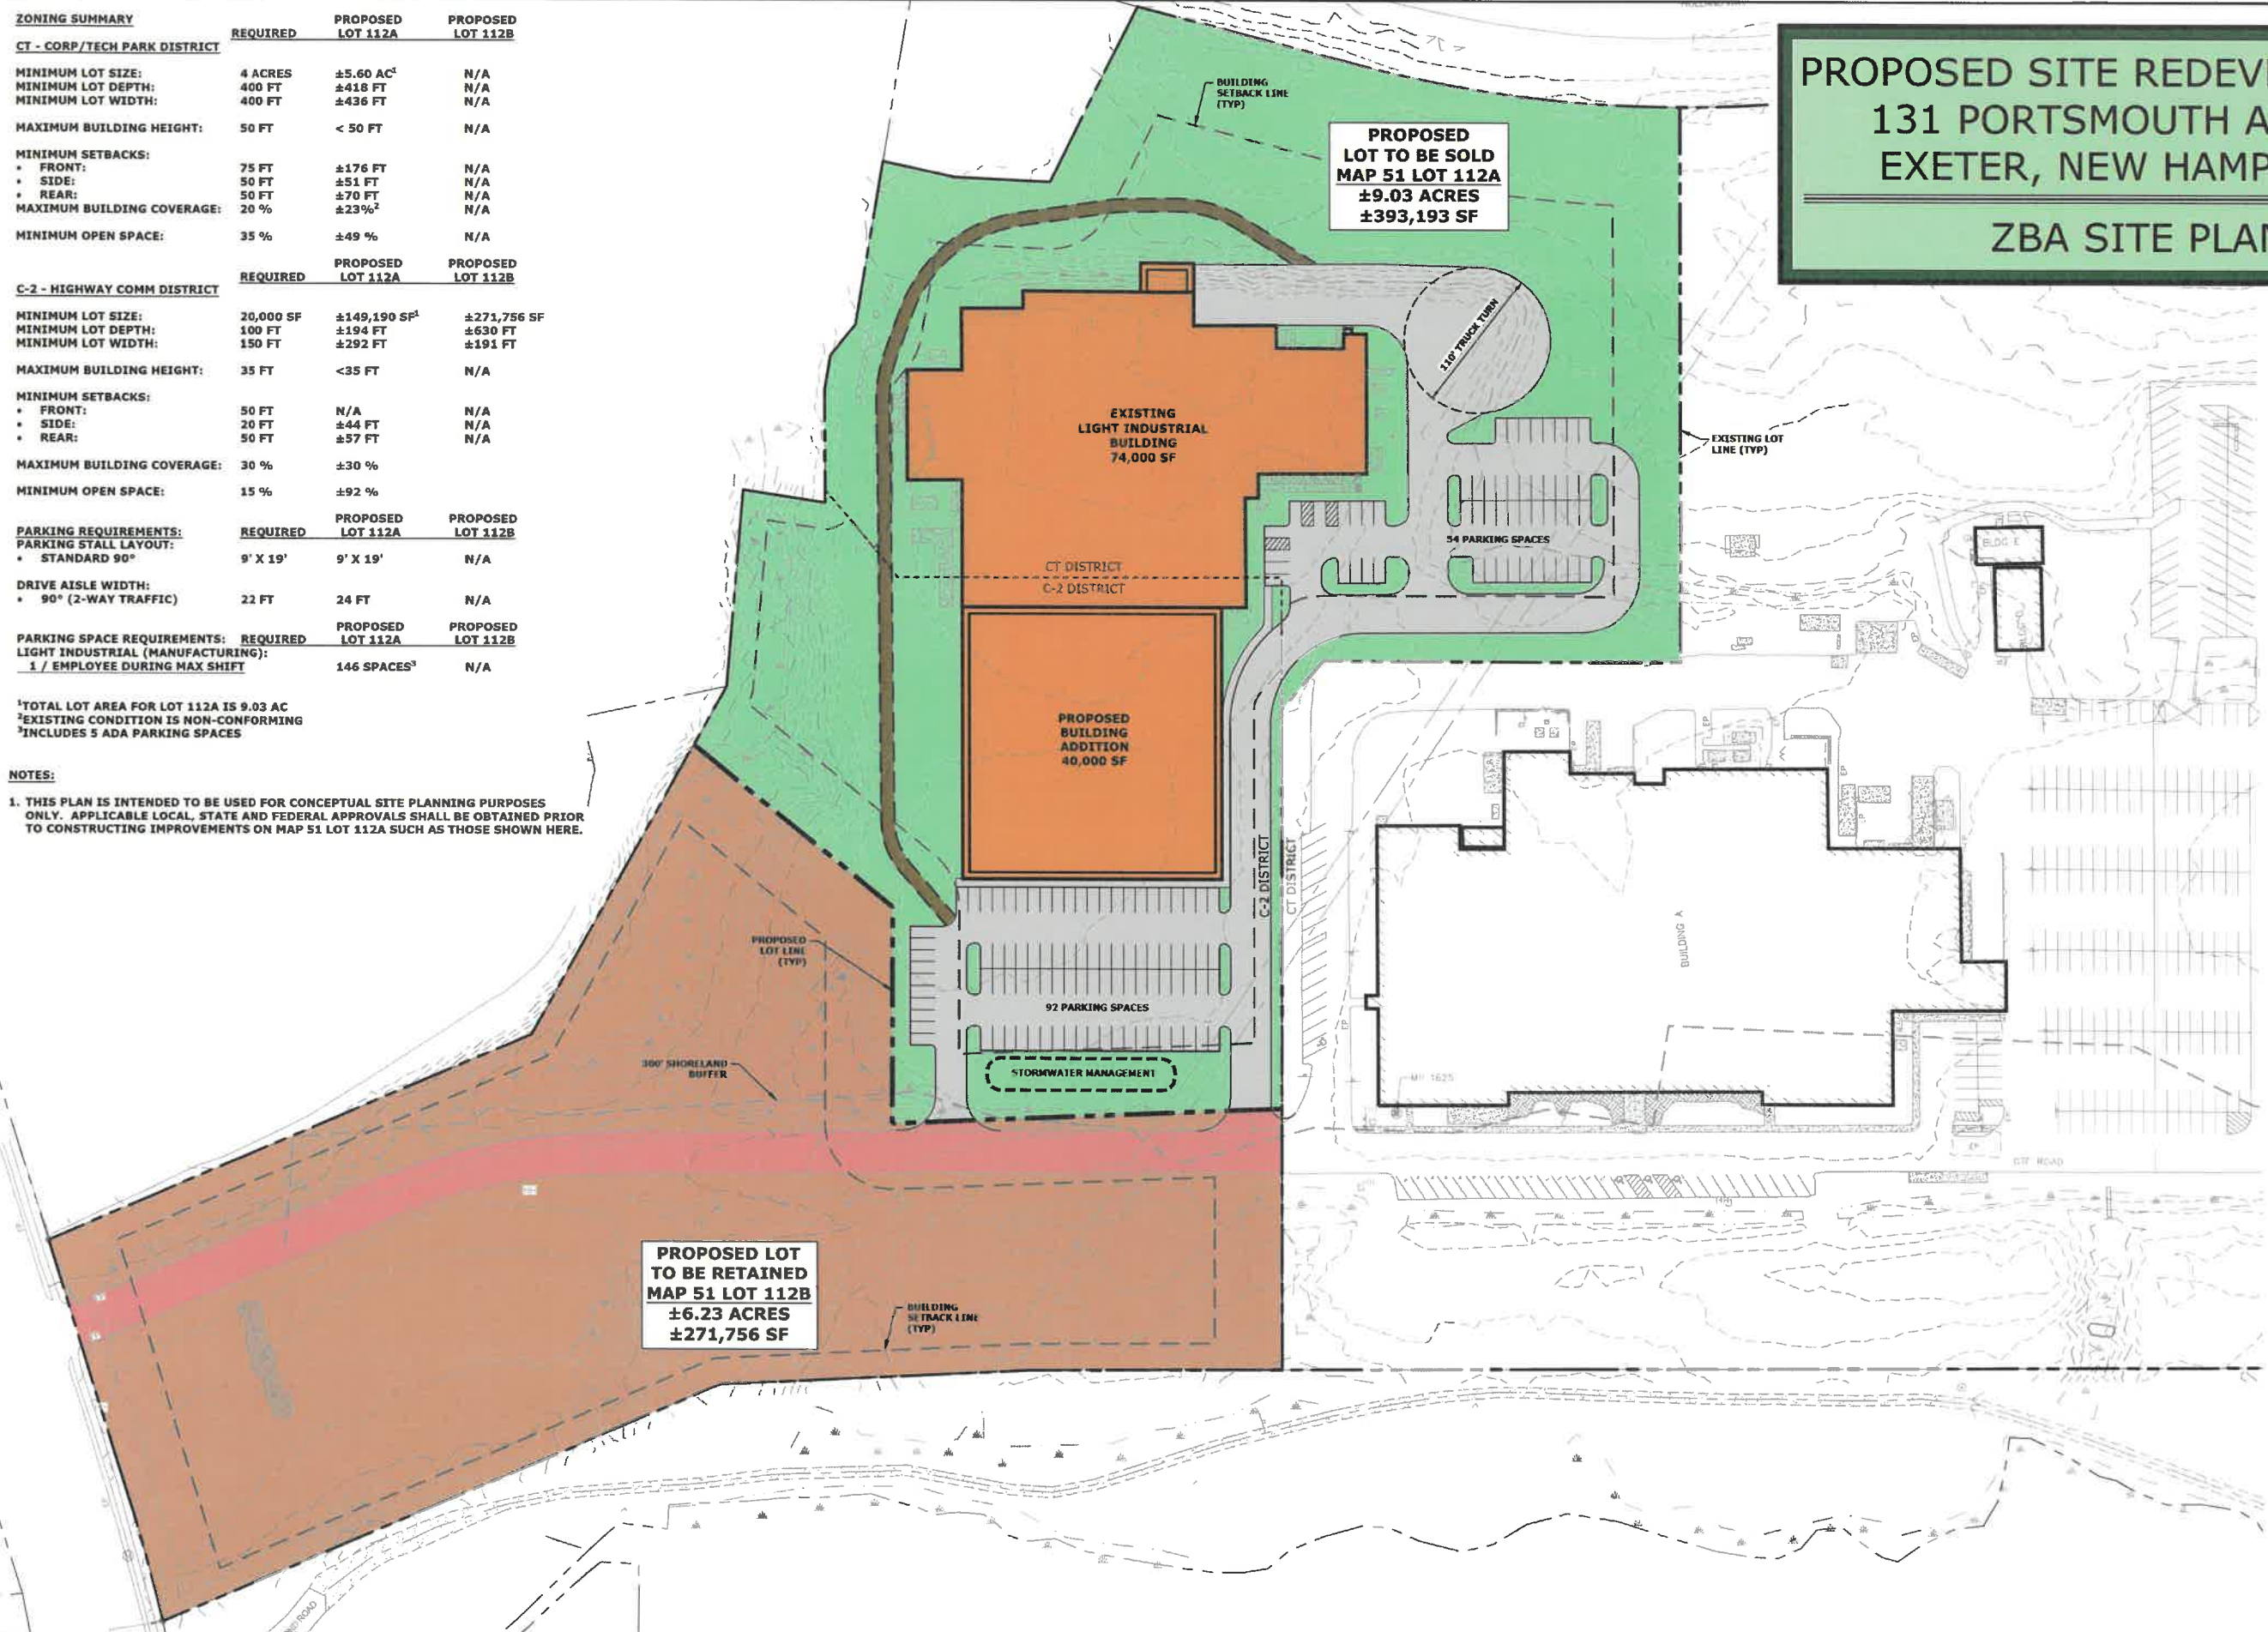 ZONING SUMMARY
REQUIRED PROPOSED LOT 112A PROPOSED LOT 112B
CT - CORP/TECH PARK DISTRICT
MINIMUM LOT SIZE: 4 ACRES ±5.60 AC¹ N/A
MINIMUM LOT DEPTH: 400 FT ±418 FT N/A
MINIMUM LOT WIDTH: 400 FT ±436 FT N/A
MAXIMUM BUILDING HEIGHT: 50 FT < 50 FT N/A
MINIMUM SETBACKS:
• FRONT: 75 FT ±176 FT N/A
• SIDE: 50 FT ±51 FT N/A
• REAR: 50 FT ±70 FT N/A
MAXIMUM BUILDING COVERAGE: 20 % ±23%² N/A
MINIMUM OPEN SPACE: 35 % ±49 % N/A
REQUIRED PROPOSED LOT 112A PROPOSED LOT 112B
C-2 - HIGHWAY COMM DISTRICT
MINIMUM LOT SIZE: 20,000 SF ±149,190 SF¹ ±271,756 SF
MINIMUM LOT DEPTH: 100 FT ±194 FT ±630 FT
MINIMUM LOT WIDTH: 150 FT ±292 FT ±191 FT
MAXIMUM BUILDING HEIGHT: 35 FT <35 FT N/A
MINIMUM SETBACKS:
• FRONT: 50 FT N/A N/A
• SIDE: 20 FT ±44 FT N/A
• REAR: 50 FT ±57 FT N/A
MAXIMUM BUILDING COVERAGE: 30 % ±30 %
MINIMUM OPEN SPACE: 15 % ±92 %
PARKING REQUIREMENTS: REQUIRED PROPOSED LOT 112A PROPOSED LOT 112B
PARKING STALL LAYOUT:
• STANDARD 90° 9' X 19' 9' X 19' N/A
DRIVE AISLE WIDTH:
• 90° (2-WAY TRAFFIC) 22 FT 24 FT N/A
PARKING SPACE REQUIREMENTS: REQUIRED PROPOSED LOT 112A PROPOSED LOT 112B
LIGHT INDUSTRIAL (MANUFACTURING):
1 / EMPLOYEE DURING MAX SHIFT 146 SPACES³ N/A
¹TOTAL LOT AREA FOR LOT 112A IS 9.03 AC
²EXISTING CONDITION IS NON-CONFORMING
³INCLUDES 5 ADA PARKING SPACES
NOTES:
1. THIS PLAN IS INTENDED TO BE USED FOR CONCEPTUAL SITE PLANNING PURPOSES
ONLY. APPLICABLE LOCAL, STATE AND FEDERAL APPROVALS SHALL BE OBTAINED PRIOR
TO CONSTRUCTING IMPROVEMENTS ON MAP 51 LOT 112A SUCH AS THOSE SHOWN HERE.
PROPOSED SITE REDEV
131 PORTSMOUTH A
EXETER, NEW HAMP
ZBA SITE PLAN
BUILDING
SETBACK LINE
(TYP)
PROPOSED
LOT TO BE SOLD
MAP 51 LOT 112A
±9.03 ACRES
±393,193 SF
110' TRUCK TURN
EXISTING
LIGHT INDUSTRIAL
BUILDING
74,000 SF
EXISTING LOT
LINE (TYP)
54 PARKING SPACES
BLDG E
CT DISTRICT
C-2 DISTRICT
PROPOSED
BUILDING
ADDITION
40,000 SF
C-2 DISTRICT
CT DISTRICT
BUILDING A
PROPOSED
LOT LINE
(TYP)
92 PARKING SPACES
300' SHORELAND
BUFFER
STORMWATER MANAGEMENT
PROPOSED LOT
TO BE RETAINED
MAP 51 LOT 112B
±6.23 ACRES
±271,756 SF
BUILDING
SETBACK LINE
(TYP)
ROAD